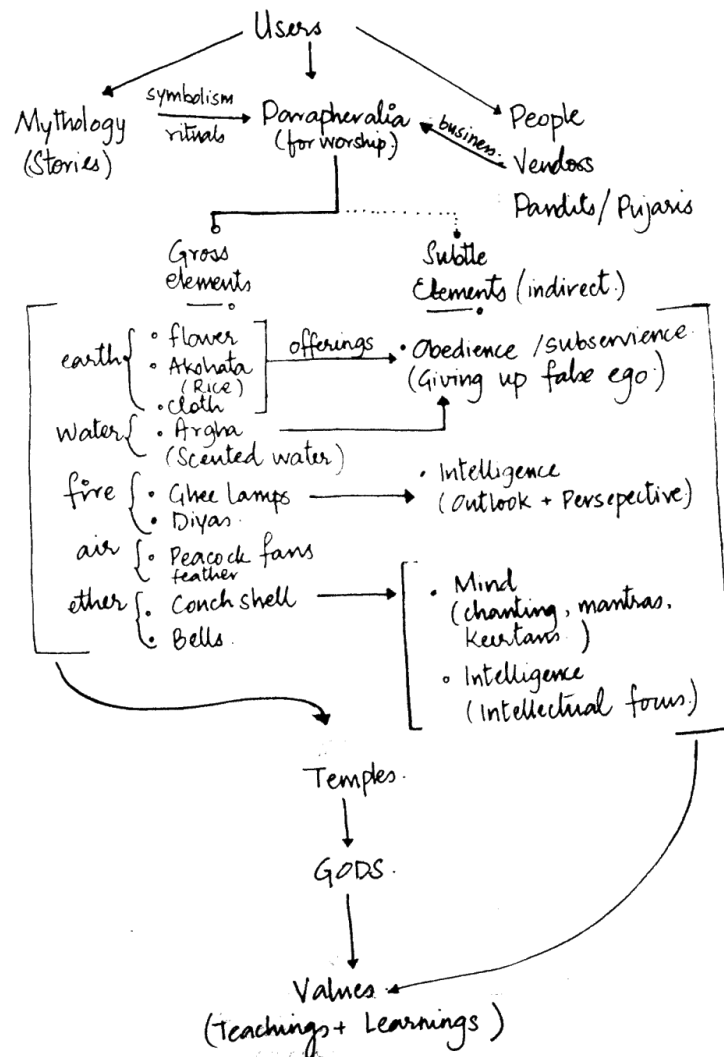 Users
Mythology
(Stories)
symbolism
rituals
Parrapheralia
(for worship.)
business.
People
Vendors
Pandits/Pujaris
Gross
elements
Subtle
Elements (indirect.)
earth
• flower
• Akshata
(Rice)
• cloth
offerings
• Obedience /subservience.
(Giving up false ego.)
water
• Argha
(Scented water)
fire
• Ghee lamps
• Diyas.
• Intelligence
(Outlook + Persepective)
air
• Peacock fans
feather
ether
• Conch shell
• Bells.
• Mind
(chanting, mantras,
Keertans.)
• Intelligence
(Intellectual focus.)
Temples.
GODS.
Values.
(Teachings + Learnings)